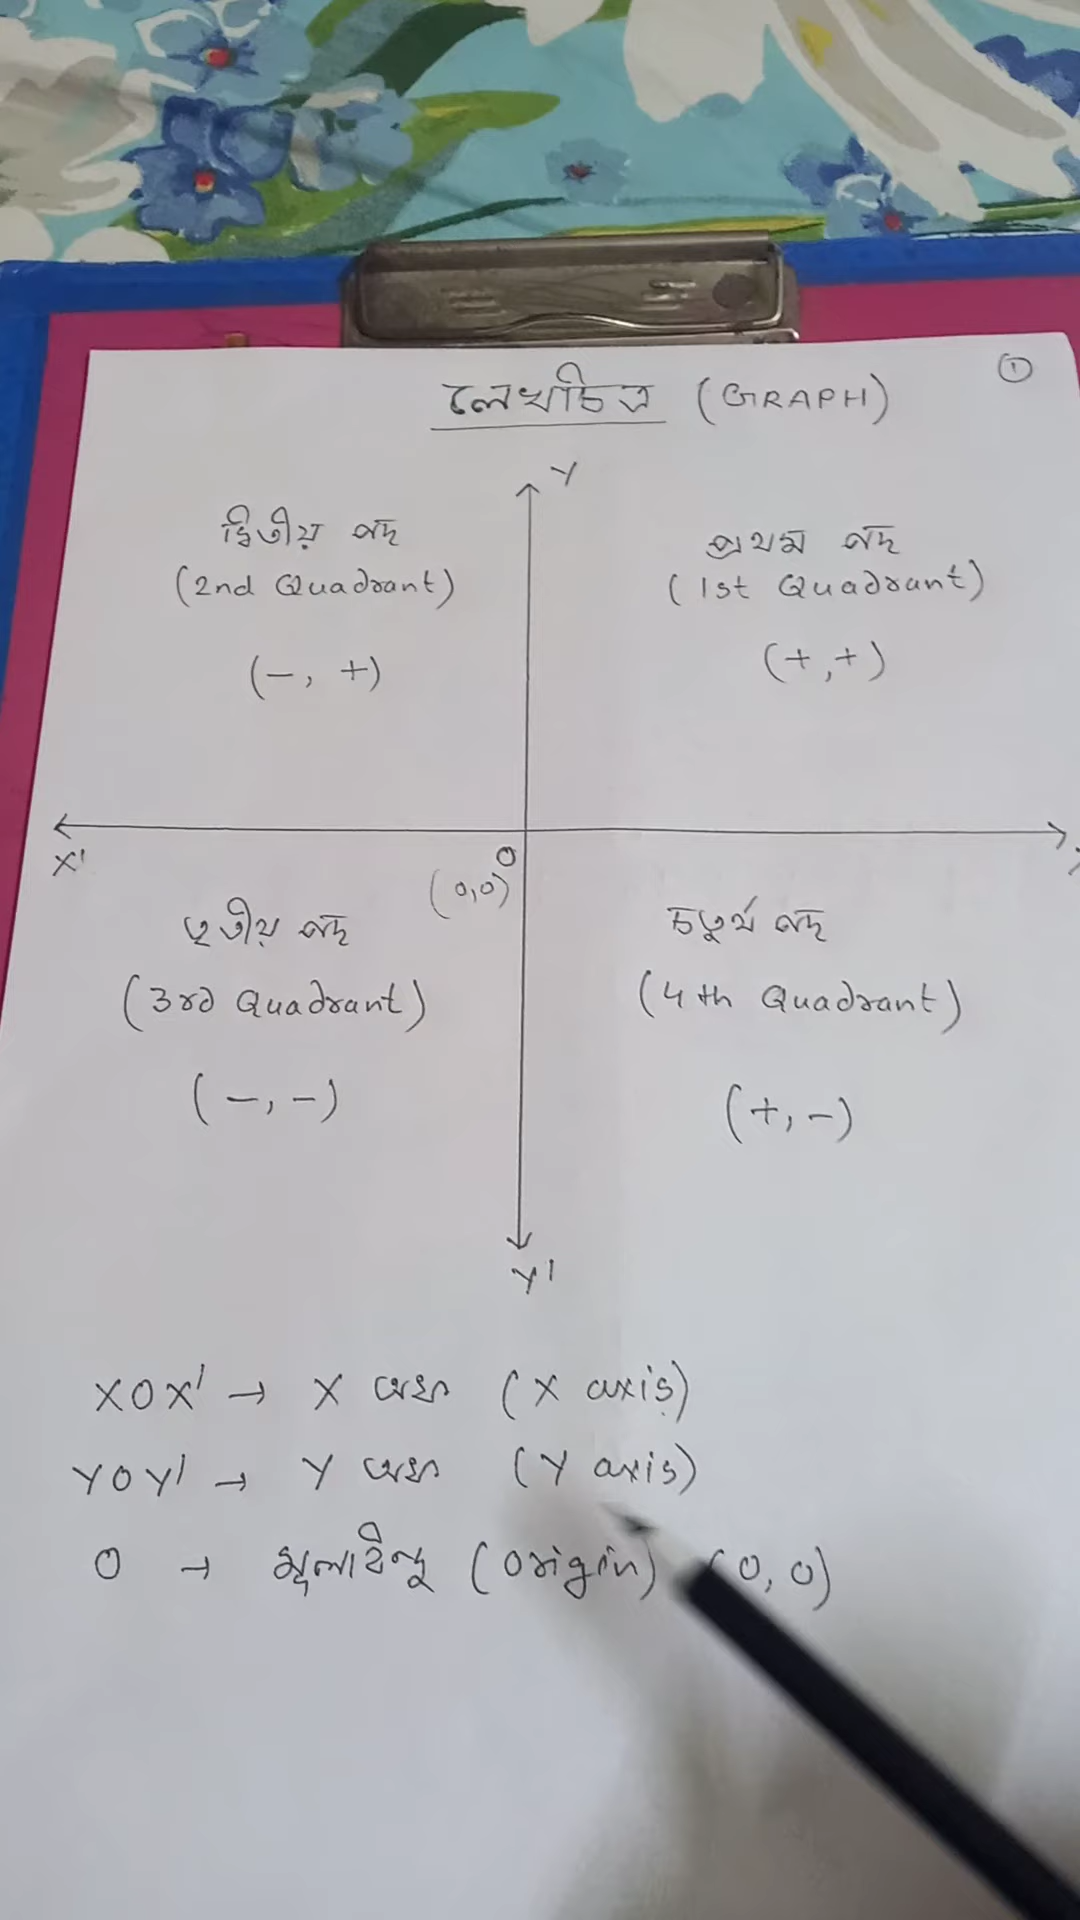 লেখচিত্র (GRAPH)
①
Y
দ্বিতীয় পাদ
(2nd Quadrant)
(−, +)
প্রথম পাদ
(1st Quadrant)
(+,+)
X'
O
(0,0)
তৃতীয় পাদ
(3rd Quadrant)
(−,−)
চতুর্থ পাদ
(4th Quadrant)
(+,−)
Y'
XOX' → X অক্ষ (X axis)
YOY' → Y অক্ষ (Y axis)
O → মূলবিন্দু (Origin) (0,0)